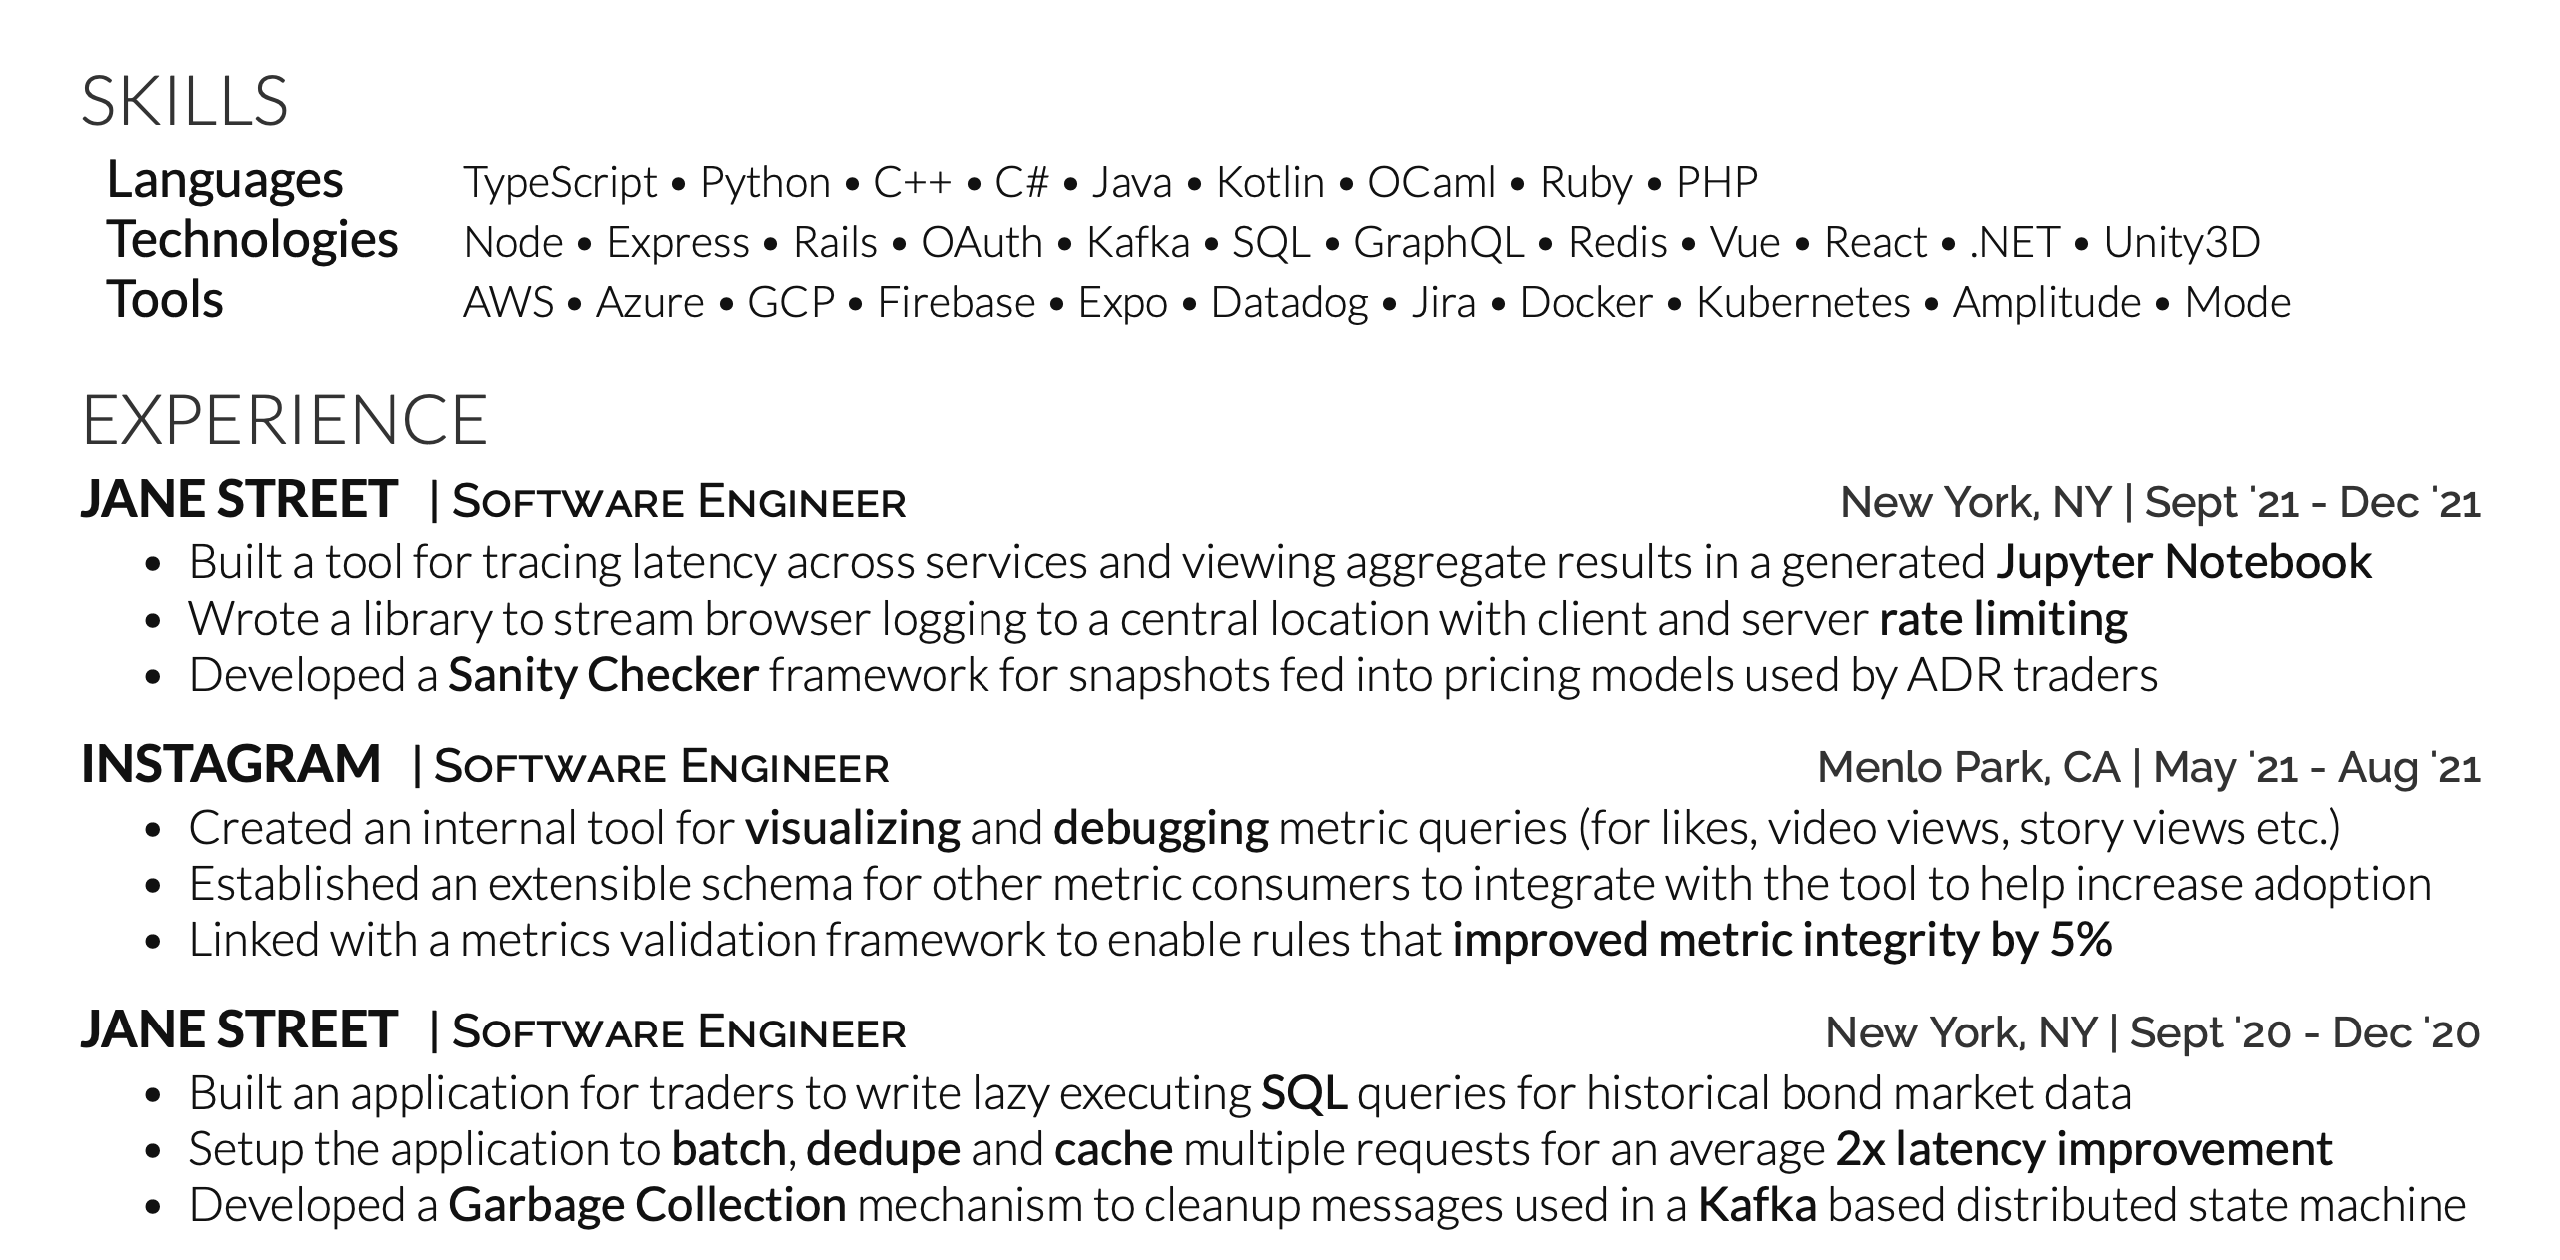 SKILLS
Languages TypeScript • Python • C++ • C# • Java • Kotlin • OCaml • Ruby • PHP
Technologies Node • Express • Rails • OAuth • Kafka • SQL • GraphQL • Redis • Vue • React • .NET • Unity3D
Tools AWS • Azure • GCP • Firebase • Expo • Datadog • Jira • Docker • Kubernetes • Amplitude • Mode
EXPERIENCE
JANE STREET | SOFTWARE ENGINEER New York, NY | Sept '21 - Dec '21
• Built a tool for tracing latency across services and viewing aggregate results in a generated Jupyter Notebook
• Wrote a library to stream browser logging to a central location with client and server rate limiting
• Developed a Sanity Checker framework for snapshots fed into pricing models used by ADR traders
INSTAGRAM | SOFTWARE ENGINEER Menlo Park, CA | May '21 - Aug '21
• Created an internal tool for visualizing and debugging metric queries (for likes, video views, story views etc.)
• Established an extensible schema for other metric consumers to integrate with the tool to help increase adoption
• Linked with a metrics validation framework to enable rules that improved metric integrity by 5%
JANE STREET | SOFTWARE ENGINEER New York, NY | Sept '20 - Dec '20
• Built an application for traders to write lazy executing SQL queries for historical bond market data
• Setup the application to batch, dedupe and cache multiple requests for an average 2x latency improvement
• Developed a Garbage Collection mechanism to cleanup messages used in a Kafka based distributed state machine